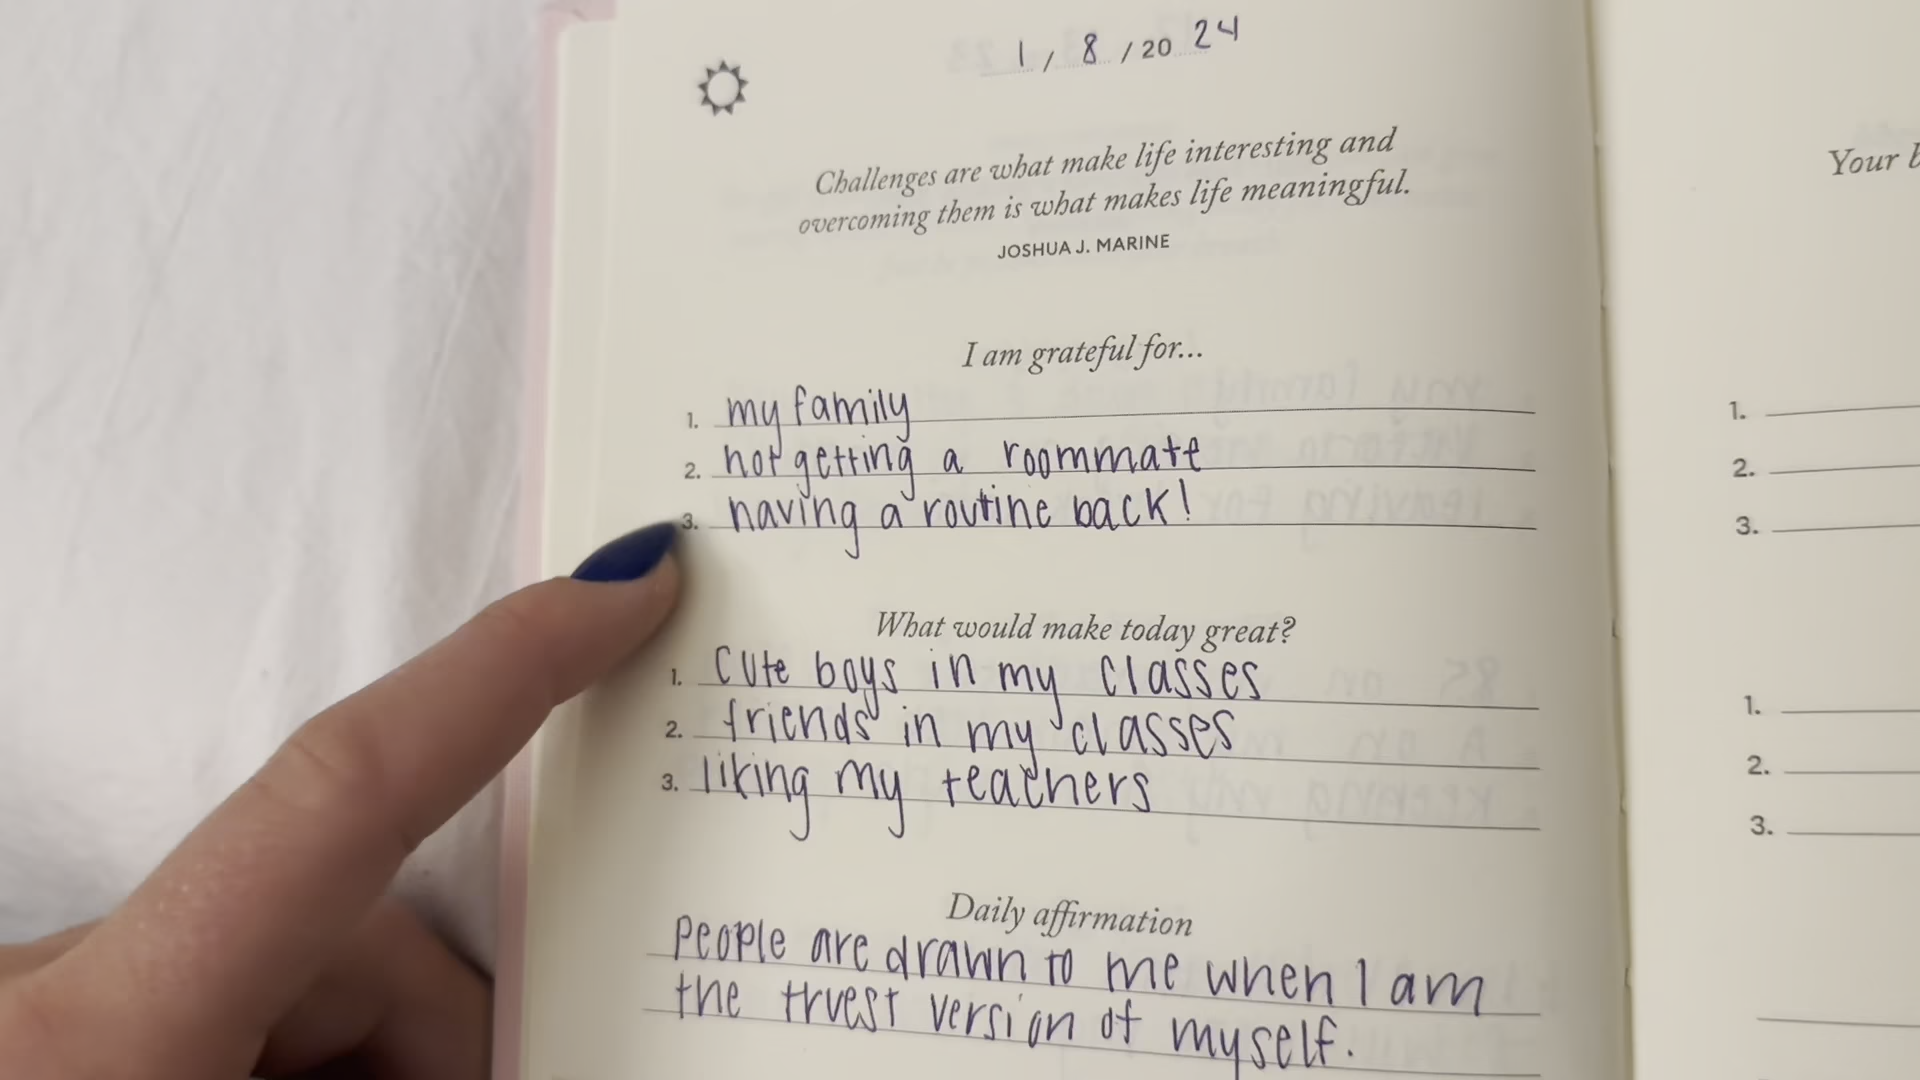 1 / 8 / 20 24
Challenges are what make life interesting and
overcoming them is what makes life meaningful.
JOSHUA J. MARINE
I am grateful for...
1. my family
2. not getting a roommate
3. having a routine back!
What would make today great?
1. cute boys in my classes
2. friends in my classes
3. liking my teachers
Daily affirmation
People are drawn to me when I am
the truest version of myself.
Your
1.
2.
3.
1.
2.
3.